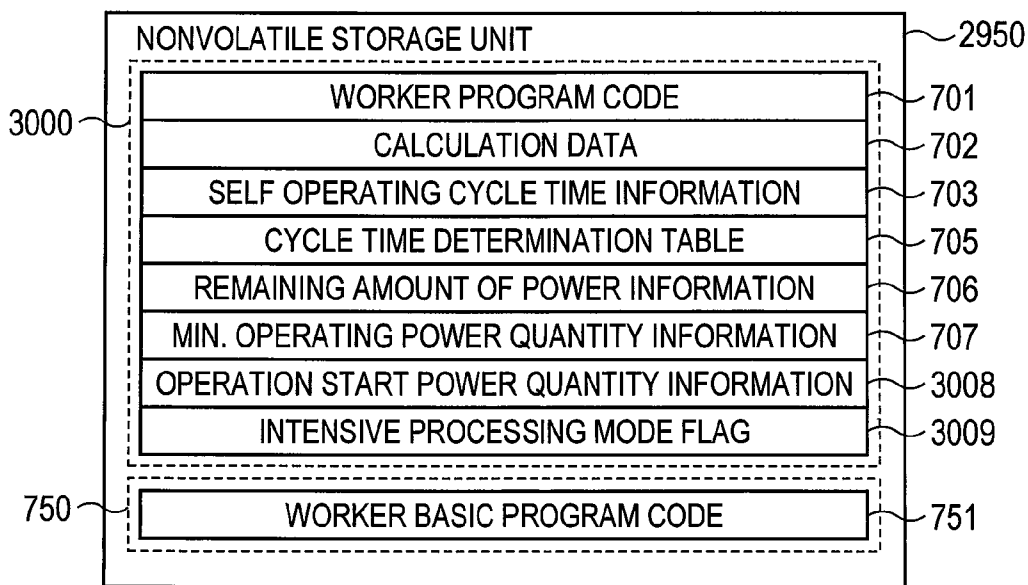 NONVOLATILE STORAGE UNIT 2950
3000
WORKER PROGRAM CODE 701
CALCULATION DATA 702
SELF OPERATING CYCLE TIME INFORMATION 703
CYCLE TIME DETERMINATION TABLE 705
REMAINING AMOUNT OF POWER INFORMATION 706
MIN. OPERATING POWER QUANTITY INFORMATION 707
OPERATION START POWER QUANTITY INFORMATION 3008
INTENSIVE PROCESSING MODE FLAG 3009
750 WORKER BASIC PROGRAM CODE 751